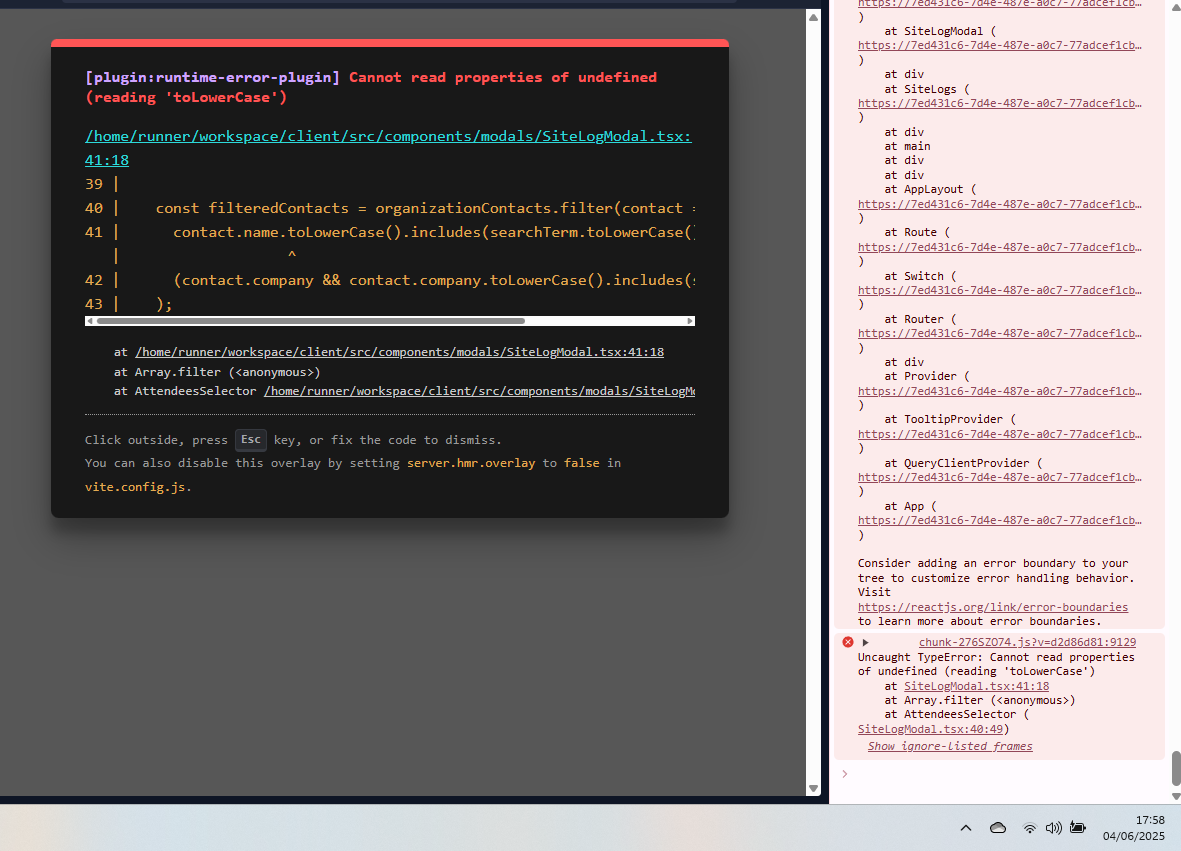 [plugin:runtime-error-plugin] Cannot read properties of undefined
(reading 'toLowerCase')
/home/runner/workspace/client/src/components/modals/SiteLogModal.tsx:
41:18
39 |
40 |    const filteredContacts = organizationContacts.filter(contact =
41 |      contact.name.toLowerCase().includes(searchTerm.toLowerCase()
|                   ^
42 |      (contact.company && contact.company.toLowerCase().includes(s
43 |    );
at /home/runner/workspace/client/src/components/modals/SiteLogModal.tsx:41:18
at Array.filter (<anonymous>)
at AttendeesSelector /home/runner/workspace/client/src/components/modals/SiteLogM
Click outside, press Esc key, or fix the code to dismiss.
You can also disable this overlay by setting server.hmr.overlay to false in
vite.config.js.
https://7ed431c6-7d4e-487e-a0c7-77adcef1cb…
)
at SiteLogModal (
https://7ed431c6-7d4e-487e-a0c7-77adcef1cb…
)
at div
at SiteLogs (
https://7ed431c6-7d4e-487e-a0c7-77adcef1cb…
)
at div
at main
at div
at div
at AppLayout (
https://7ed431c6-7d4e-487e-a0c7-77adcef1cb…
)
at Route (
https://7ed431c6-7d4e-487e-a0c7-77adcef1cb…
)
at Switch (
https://7ed431c6-7d4e-487e-a0c7-77adcef1cb…
)
at Router (
https://7ed431c6-7d4e-487e-a0c7-77adcef1cb…
)
at div
at Provider (
https://7ed431c6-7d4e-487e-a0c7-77adcef1cb…
)
at TooltipProvider (
https://7ed431c6-7d4e-487e-a0c7-77adcef1cb…
)
at QueryClientProvider (
https://7ed431c6-7d4e-487e-a0c7-77adcef1cb…
)
at App (
https://7ed431c6-7d4e-487e-a0c7-77adcef1cb…
)
Consider adding an error boundary to your
tree to customize error handling behavior.
Visit
https://reactjs.org/link/error-boundaries
to learn more about error boundaries.
chunk-276SZO74.js?v=d2d86d81:9129
Uncaught TypeError: Cannot read properties
of undefined (reading 'toLowerCase')
at SiteLogModal.tsx:41:18
at Array.filter (<anonymous>)
at AttendeesSelector (
SiteLogModal.tsx:40:49)
Show ignore-listed frames
17:58
04/06/2025